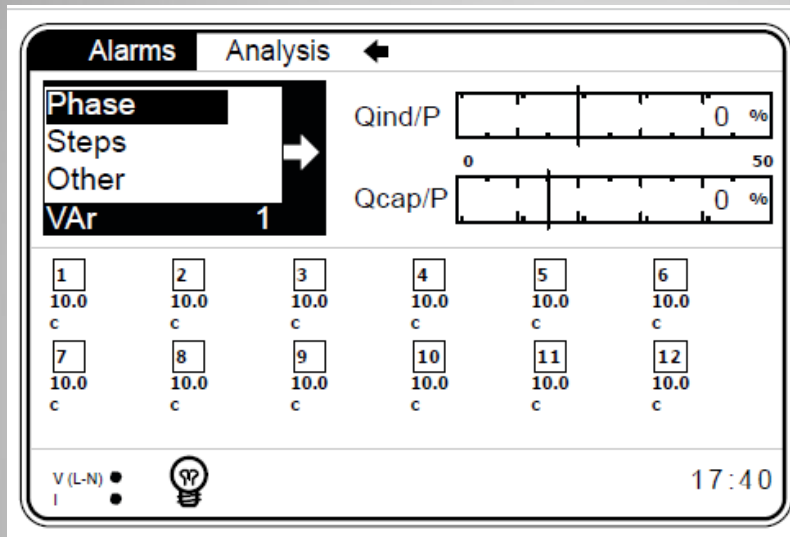 Alarms Analysis
Phase
Steps
Other
VAr 1
Qind/P 0 %
0 50
Qcap/P 0 %
1 2 3 4 5 6
10.0 10.0 10.0 10.0 10.0 10.0
c c c c c c
7 8 9 10 11 12
10.0 10.0 10.0 10.0 10.0 10.0
c c c c c c
V (L-N)
I
17:40